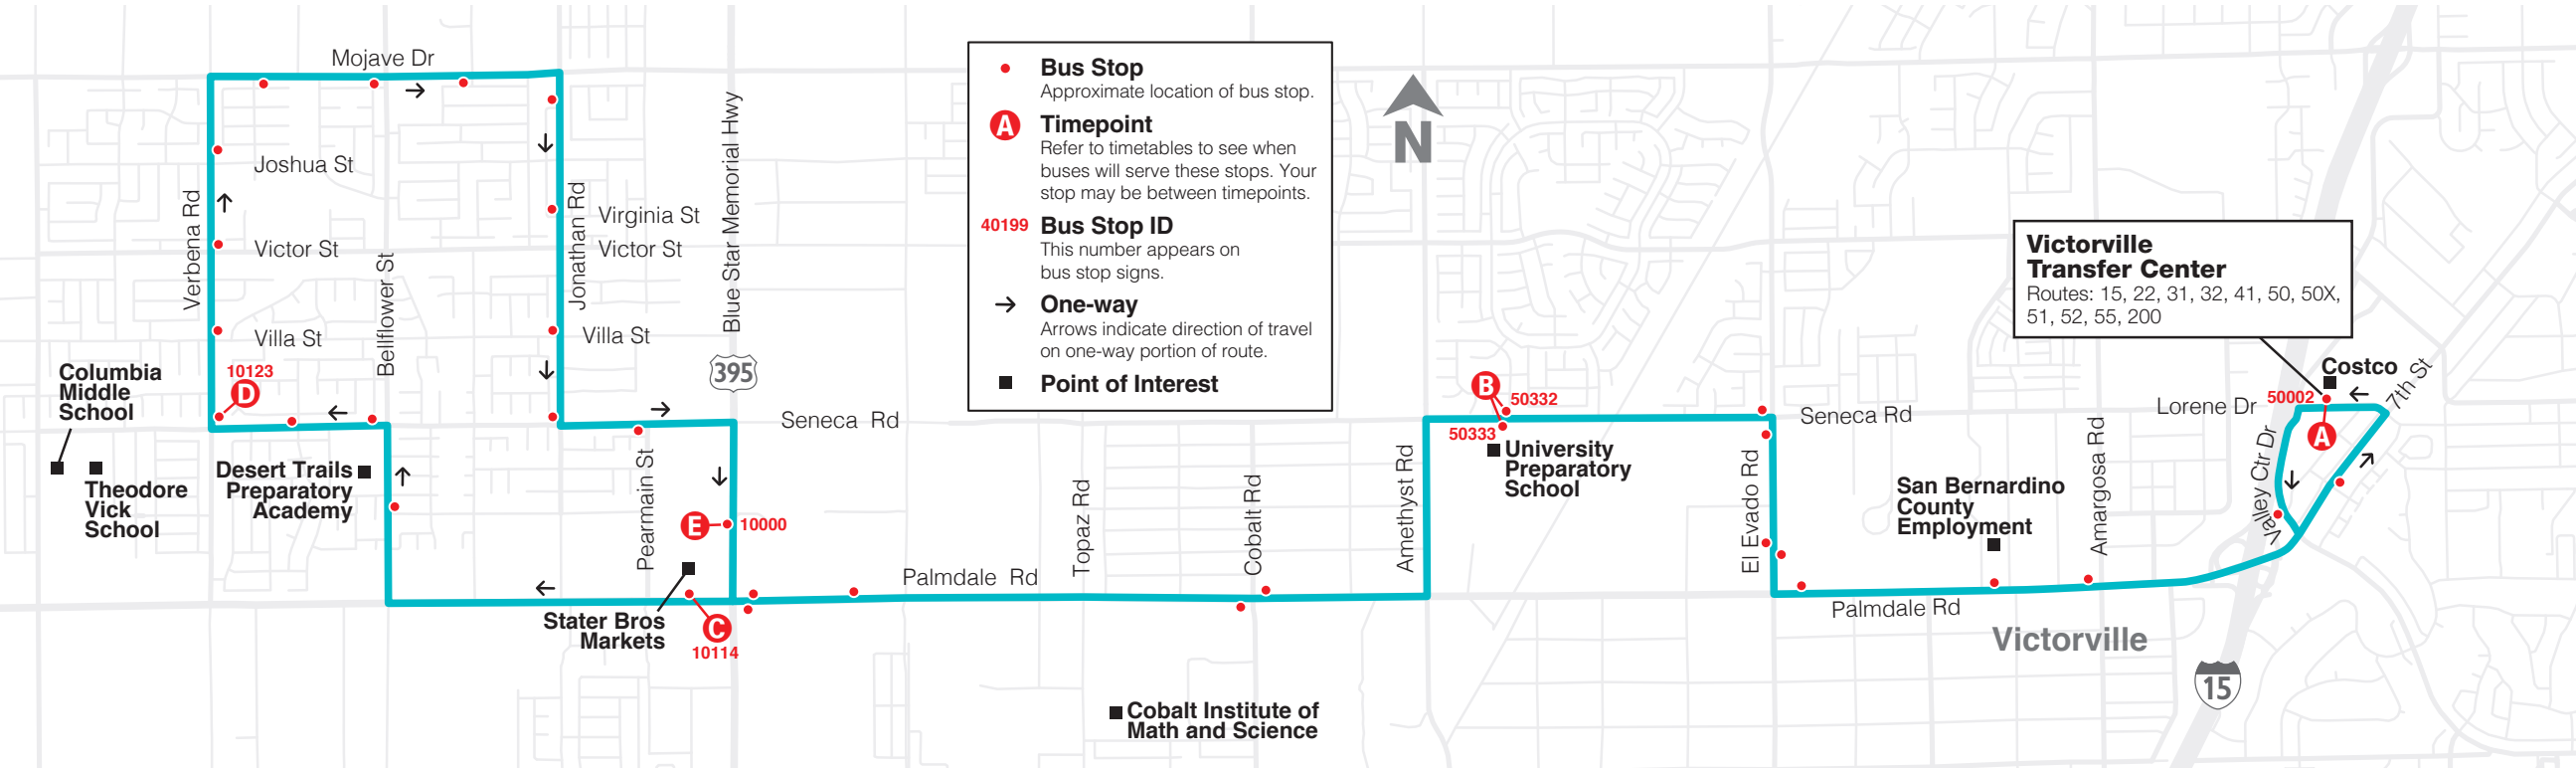 Mojave Dr
Joshua St
Verbena Rd
Victor St
Bellflower St
Villa St
Jonathan Rd
Virginia St
Victor St
Villa St
Blue Star Memorial Hwy
395
Columbia
Middle
School
10123
D
Theodore
Vick
School
Desert Trails
Preparatory
Academy
Seneca Rd
Pearmain St
E
10000
Stater Bros
Markets
C
10114
Palmdale Rd
Topaz Rd
Cobalt Rd
Amethyst Rd
Bus Stop
Approximate location of bus stop.
A
Timepoint
Refer to timetables to see when
buses will serve these stops. Your
stop may be between timepoints.
40199
Bus Stop ID
This number appears on
bus stop signs.
One-way
Arrows indicate direction of travel
on one-way portion of route.
Point of Interest
N
B
50332
50333
University
Preparatory
School
El Evado Rd
Seneca Rd
San Bernardino
County
Employment
Amargosa Rd
Palmdale Rd
Victorville
15
Victorville
Transfer Center
Routes: 15, 22, 31, 32, 41, 50, 50X,
51, 52, 55, 200
Costco
50002
Lorene Dr
7th St
A
Valley Ctr Dr
Cobalt Institute of
Math and Science